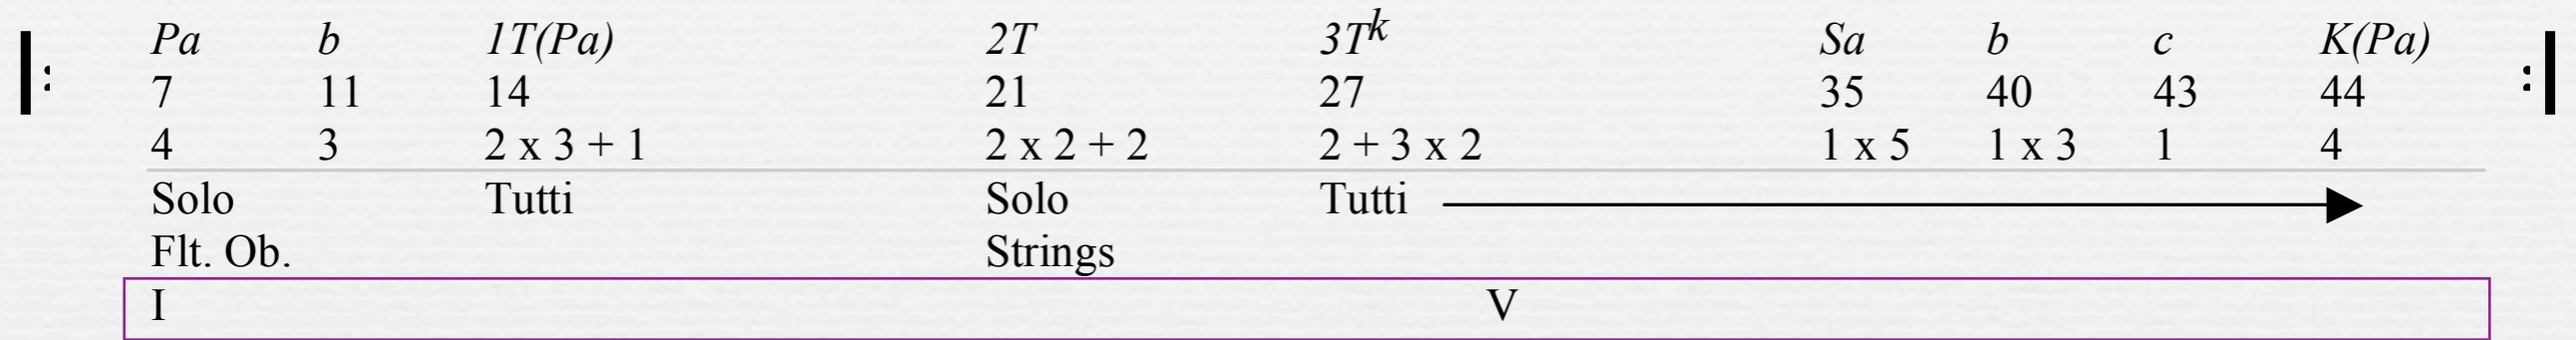 Pa b 1T(Pa) 2T 3Tᵏ Sa b c K(Pa)
|: 7 11 14 21 27 35 40 43 44 :|
4 3 2 x 3 + 1 2 x 2 + 2 2 + 3 x 2 1 x 5 1 x 3 1 4
Solo Tutti Solo Tutti
Flt. Ob. Strings
I V